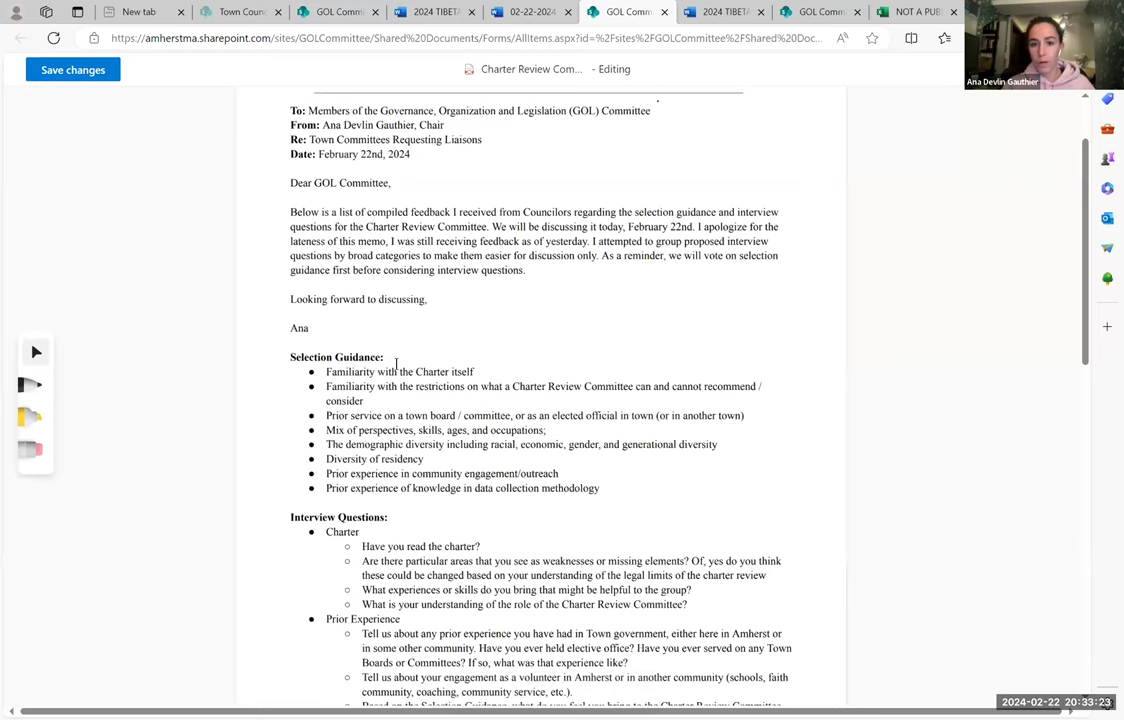 New tab
Town Counc
GOL Commi
2024 TIBETA
02-22-2024
GOL Comm
2024 TIBETA
GOL Comm
NOT A PUB
https://amherstma.sharepoint.com/sites/GOLCommittee/Shared%20Documents/Forms/AllItems.aspx?id=%2Fsites%2FGOLCommittee%2FShared%20Doc...
Save changes
Charter Review Com... - Editing
Ana Devlin Gauthier
To: Members of the Governance, Organization and Legislation (GOL) Committee
From: Ana Devlin Gauthier, Chair
Re: Town Committees Requesting Liaisons
Date: February 22nd, 2024
Dear GOL Committee,
Below is a list of compiled feedback I received from Councilors regarding the selection guidance and interview
questions for the Charter Review Committee. We will be discussing it today, February 22nd. I apologize for the
lateness of this memo, I was still receiving feedback as of yesterday. I attempted to group proposed interview
questions by broad categories to make them easier for discussion only. As a reminder, we will vote on selection
guidance first before considering interview questions.
Looking forward to discussing,
Ana
Selection Guidance:
● Familiarity with the Charter itself
● Familiarity with the restrictions on what a Charter Review Committee can and cannot recommend /
consider
● Prior service on a town board / committee, or as an elected official in town (or in another town)
● Mix of perspectives, skills, ages, and occupations;
● The demographic diversity including racial, economic, gender, and generational diversity
● Diversity of residency
● Prior experience in community engagement/outreach
● Prior experience of knowledge in data collection methodology
Interview Questions:
● Charter
○ Have you read the charter?
○ Are there particular areas that you see as weaknesses or missing elements? Of, yes do you think
these could be changed based on your understanding of the legal limits of the charter review
○ What experiences or skills do you bring that might be helpful to the group?
○ What is your understanding of the role of the Charter Review Committee?
● Prior Experience
○ Tell us about any prior experience you have had in Town government, either here in Amherst or
in some other community. Have you ever held elective office? Have you ever served on any Town
Boards or Committees? If so, what was that experience like?
○ Tell us about your engagement as a volunteer in Amherst or in another community (schools, faith
community, coaching, community service, etc.).
○ Based on the Selection Guidance, what do you feel you bring to the Charter Review Committee
2024-02-22 20:33:23